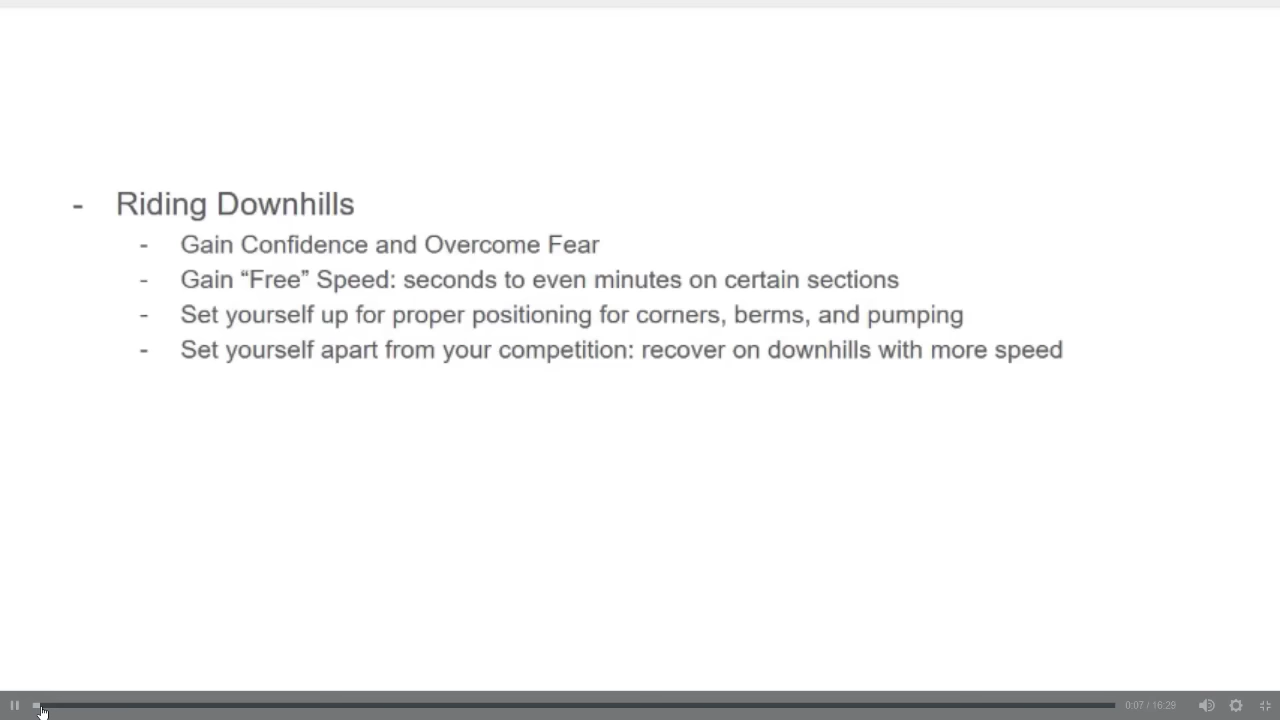 - Riding Downhills
- Gain Confidence and Overcome Fear
- Gain “Free” Speed: seconds to even minutes on certain sections
- Set yourself up for proper positioning for corners, berms, and pumping
- Set yourself apart from your competition: recover on downhills with more speed
0:07 / 16:29